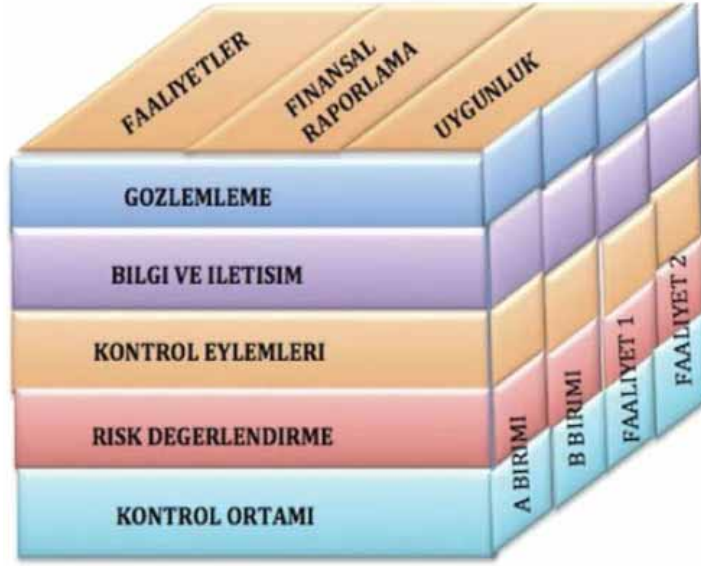 FAALIYETLER
FINANSAL
RAPORLAMA
UYGUNLUK
GOZLEMLEME
BILGI VE ILETISIM
KONTROL EYLEMLERI
RISK DEGERLENDIRME
KONTROL ORTAMI
A BIRIMI
B BIRIMI
FAALIYET 1
FAALIYET 2